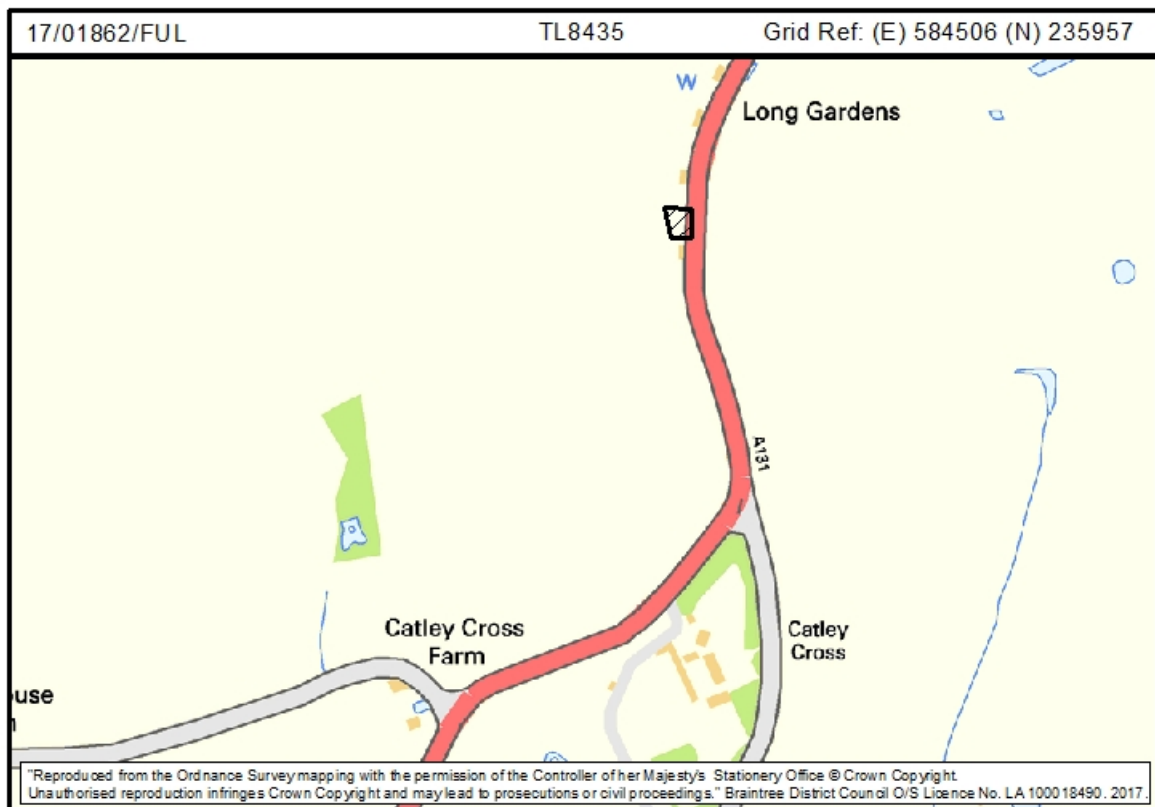 17/01862/FUL TL8435 Grid Ref: (E) 584506 (N) 235957
W
Long Gardens
A131
Catley Cross
Farm
Catley
Cross
"Reproduced from the Ordnance Survey mapping with the permission of the Controller of her Majesty's Stationery Office © Crown Copyright.
Unauthorised reproduction infringes Crown Copyright and may lead to prosecutions or civil proceedings." Braintree District Council O/S Licence No. LA 100018490. 2017.